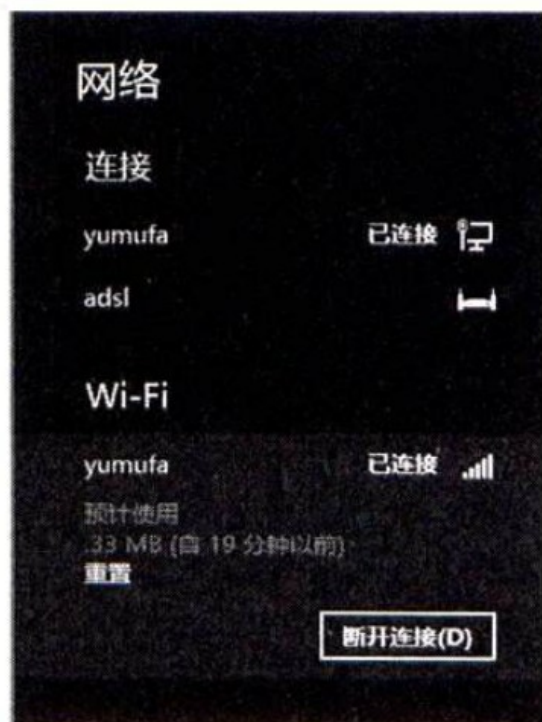 网络
连接
yumufa 已连接
adsl
Wi-Fi
yumufa 已连接
预计使用
.33 MB (自 19 分钟以前)
重置
断开连接(D)